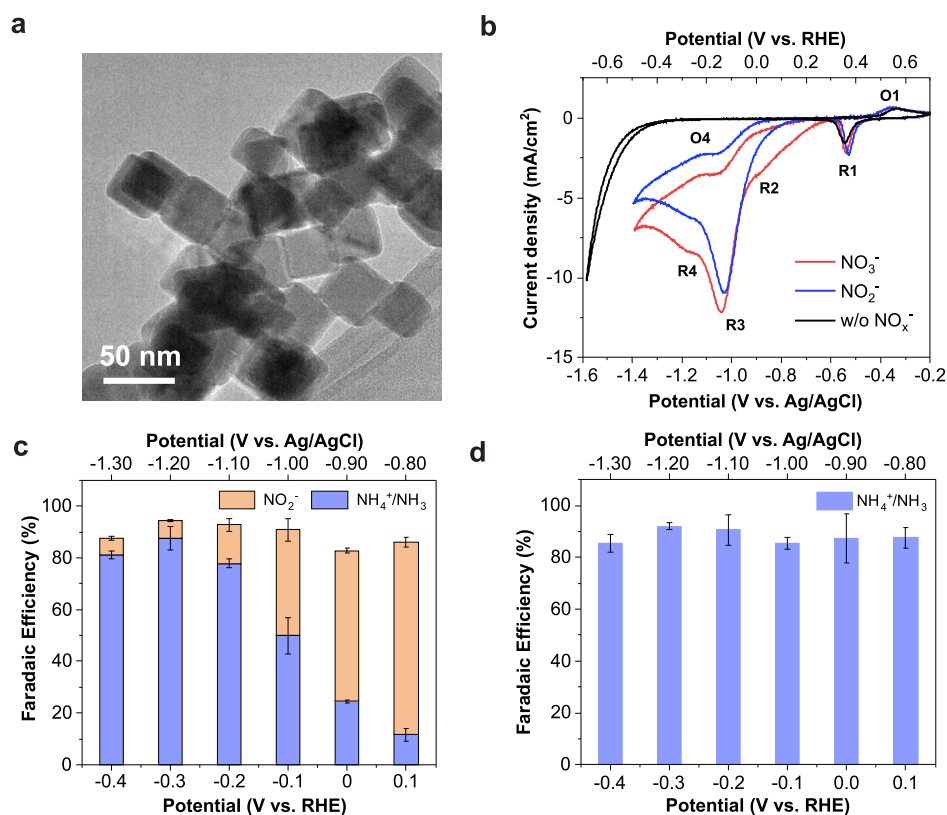 a
50 nm
b
Potential (V vs. RHE)
-0.6 -0.4 -0.2 0.0 0.2 0.4 0.6
Current density (mA/cm²)
0
-5
-10
-15
O1
O4
R1
R2
R4
R3
NO₃⁻
NO₂⁻
w/o NOₓ⁻
-1.6 -1.4 -1.2 -1.0 -0.8 -0.6 -0.4 -0.2
Potential (V vs. Ag/AgCl)
c
Potential (V vs. Ag/AgCl)
-1.30 -1.20 -1.10 -1.00 -0.90 -0.80
NO₂⁻ NH₄⁺/NH₃
Faradaic Efficiency (%)
100
80
60
40
20
0
-0.4 -0.3 -0.2 -0.1 0 0.1
Potential (V vs. RHE)
d
Potential (V vs. Ag/AgCl)
-1.30 -1.20 -1.10 -1.00 -0.90 -0.80
NH₄⁺/NH₃
Faradaic Efficiency (%)
100
80
60
40
20
0
-0.4 -0.3 -0.2 -0.1 0.0 0.1
Potential (V vs. RHE)